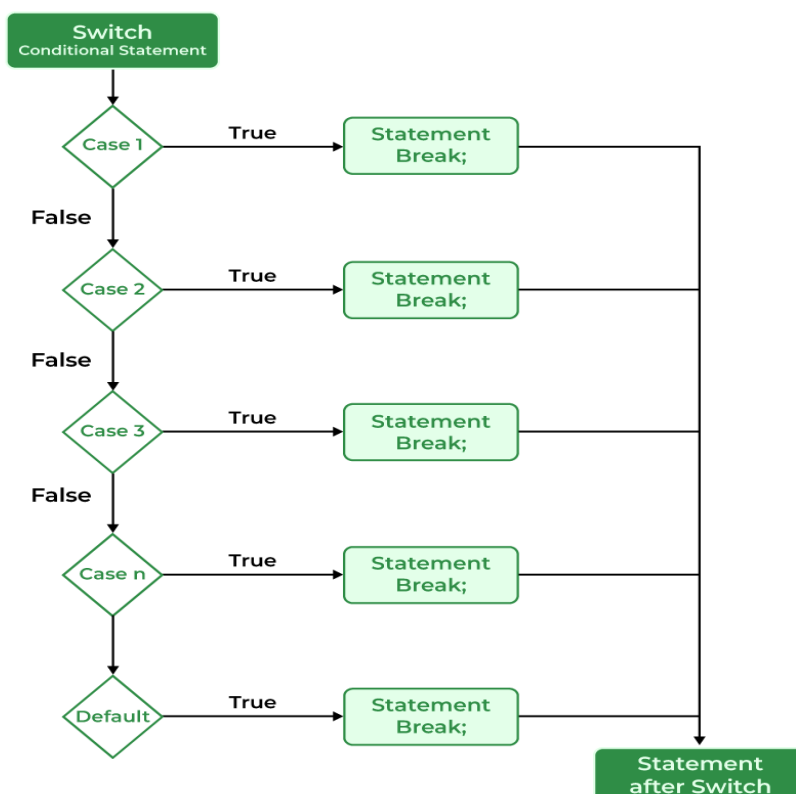 Switch
Conditional Statement
Case 1
True
Statement
Break;
False
Case 2
True
Statement
Break;
False
Case 3
True
Statement
Break;
False
Case n
True
Statement
Break;
Default
True
Statement
Break;
Statement
after Switch